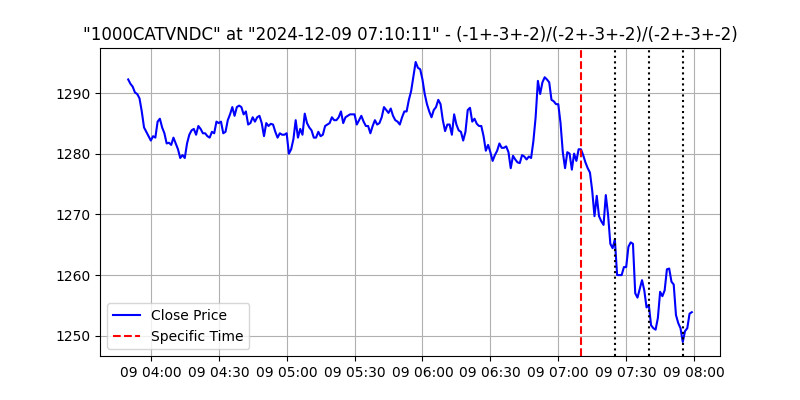 "1000CATVNDC" at "2024-12-09 07:10:11" - (-1+-3+-2)/(-2+-3+-2)/(-2+-3+-2)
1290
1280
1270
1260
1250
Close Price
Specific Time
09 04:00 09 04:30 09 05:00 09 05:30 09 06:00 09 06:30 09 07:00 09 07:30 09 08:00